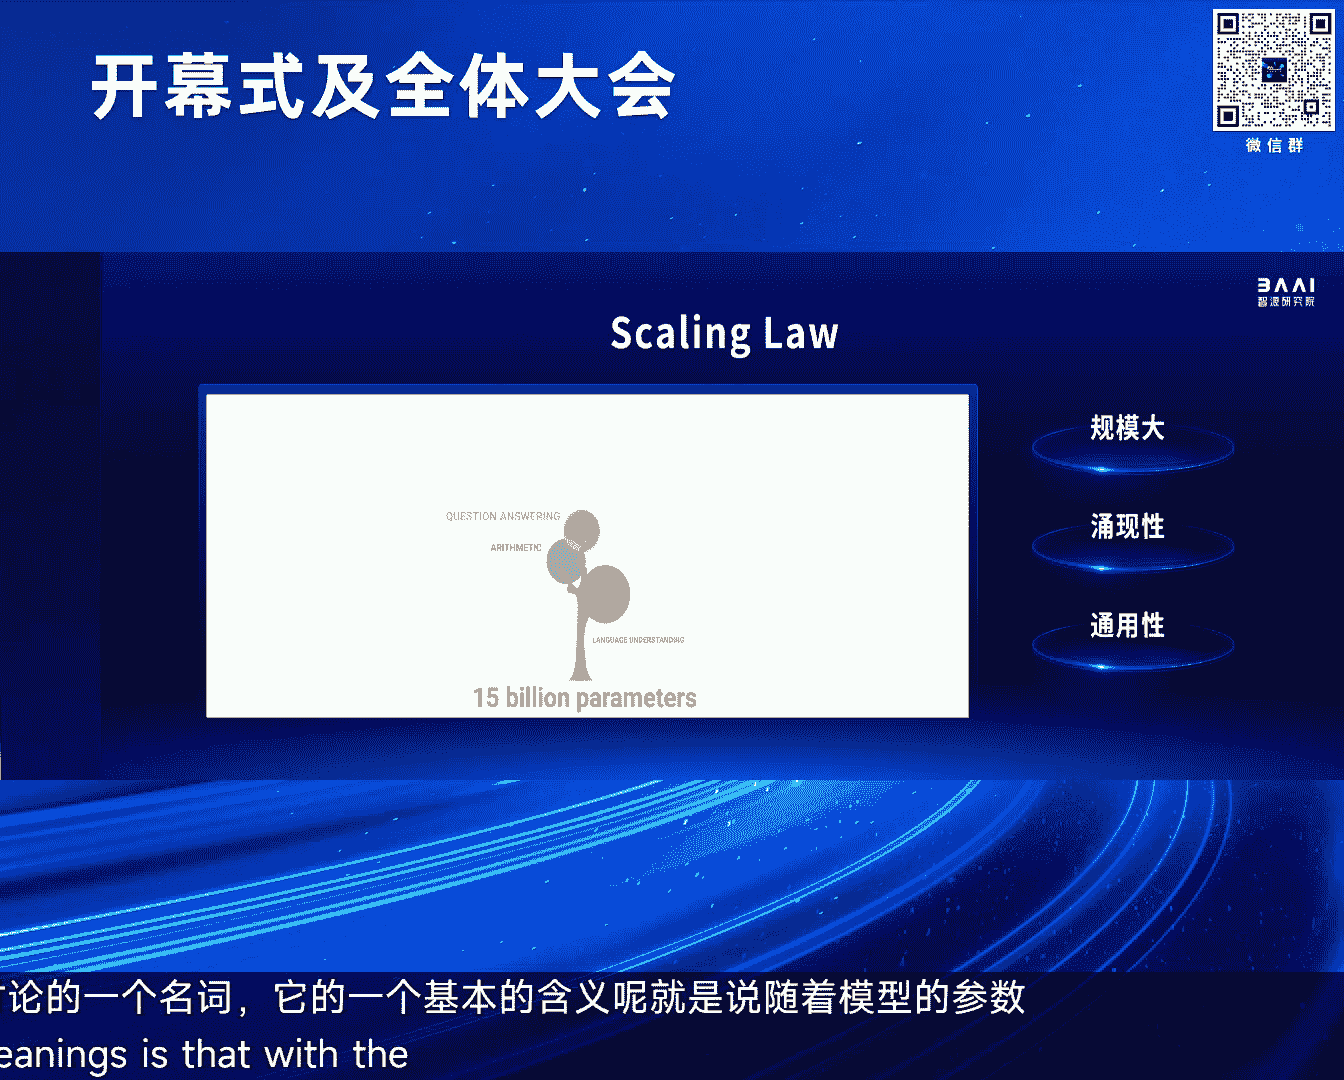 开幕式及全体大会
微信群
BAAI
智源研究院
Scaling Law
规模大
涌现性
通用性
QUESTION ANSWERING
ARITHMETIC
LANGUAGE UNDERSTANDING
15 billion parameters
论的一个名词，它的一个基本的含义呢就是说随着模型的参数
eanings is that with the